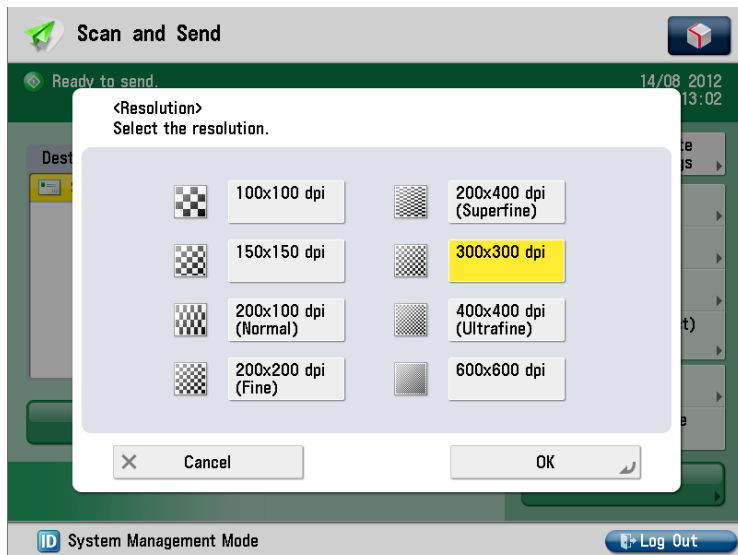 Scan and Send
Ready to send.
14/08 2012
13:02
<Resolution>
Select the resolution.
Dest
100x100 dpi
200x400 dpi
(Superfine)
150x150 dpi
300x300 dpi
200x100 dpi
(Normal)
400x400 dpi
(Ultrafine)
200x200 dpi
(Fine)
600x600 dpi
Cancel
OK
ID System Management Mode
Log Out